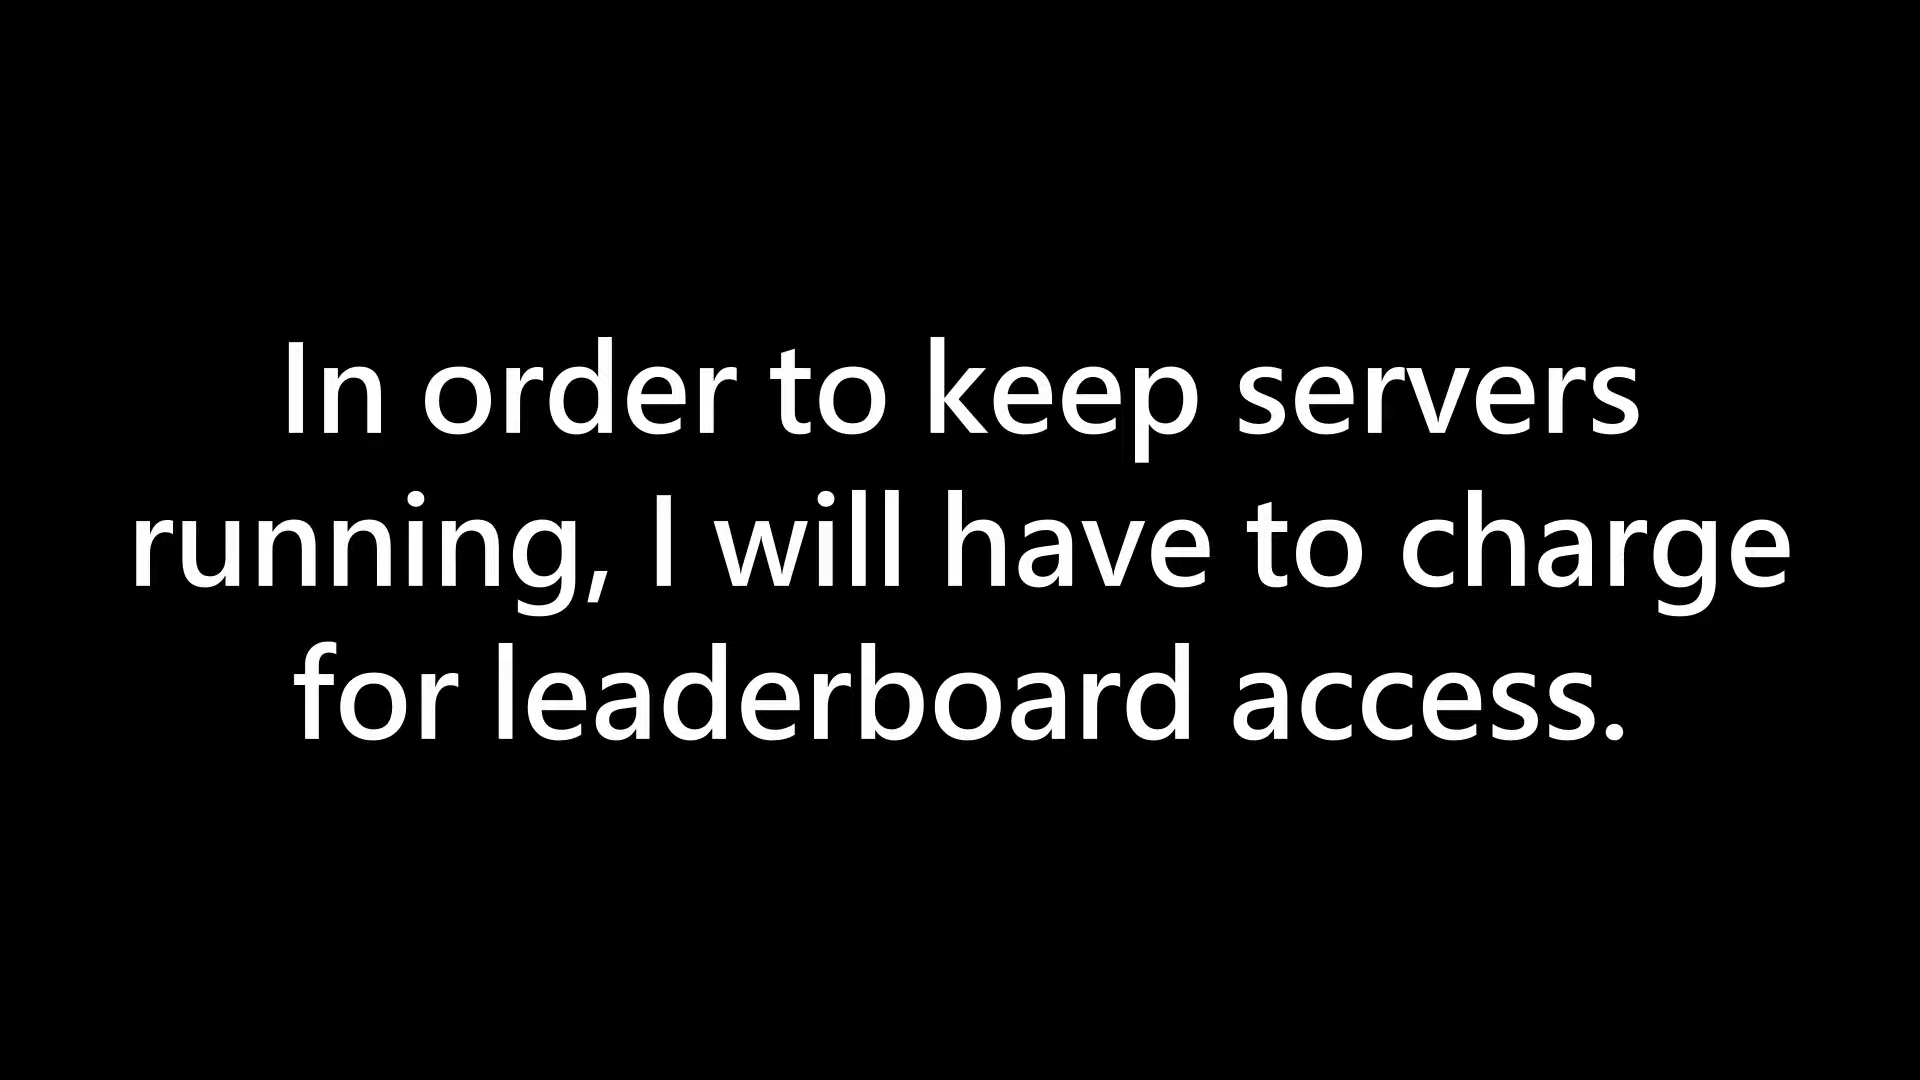 In order to keep servers
running, I will have to charge
for leaderboard access.